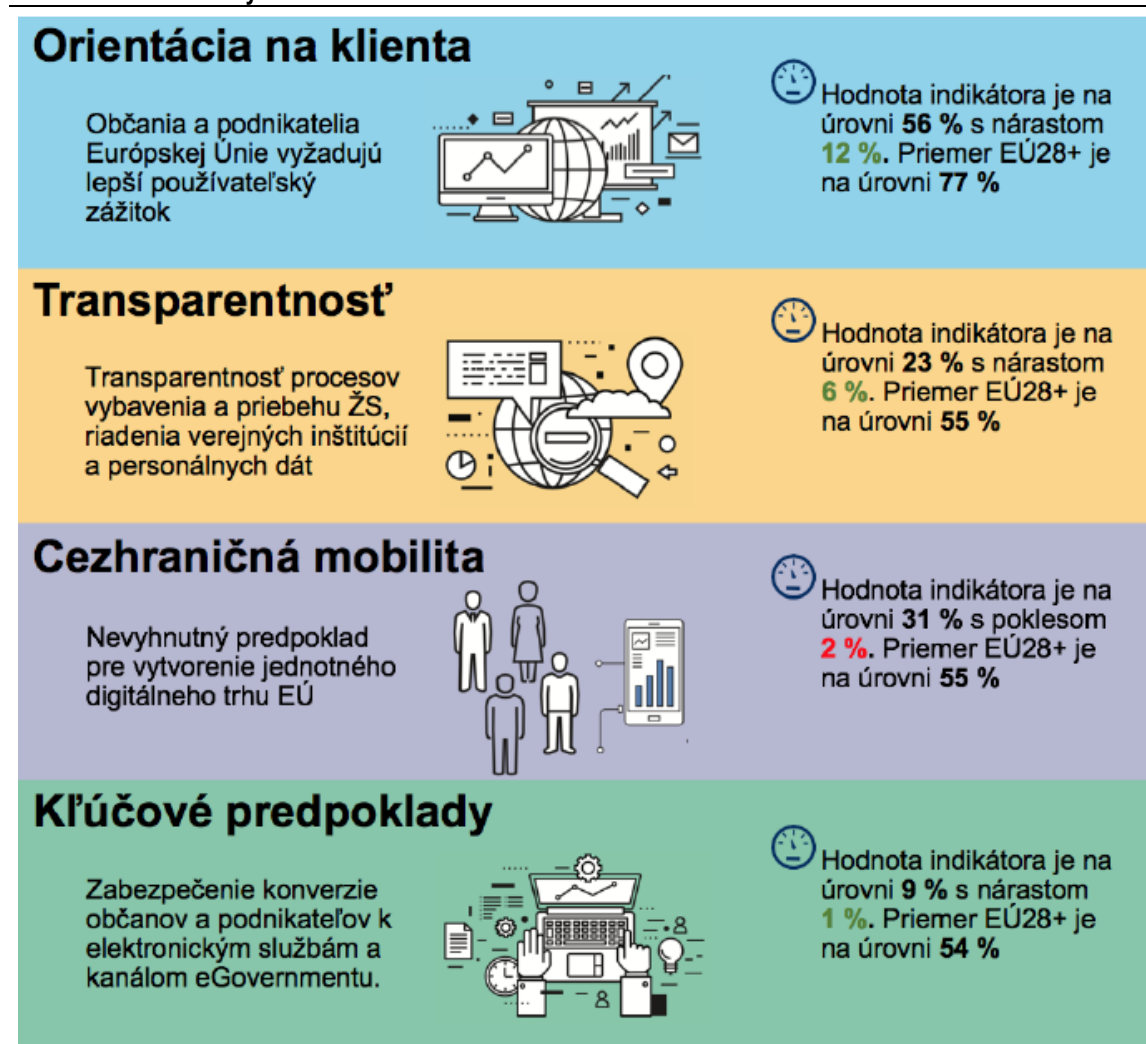 Orientácia na klienta
Občania a podnikatelia
Európskej Únie vyžadujú
lepší používateľský
zážitok
Hodnota indikátora je na
úrovni 56 % s nárastom
12 %. Priemer EÚ28+ je
na úrovni 77 %
Transparentnosť
Transparentnosť procesov
vybavenia a priebehu ŽS,
riadenia verejných inštitúcií
a personálnych dát
Hodnota indikátora je na
úrovni 23 % s nárastom
6 %. Priemer EÚ28+ je
na úrovni 55 %
Cezhraničná mobilita
Nevyhnutný predpoklad
pre vytvorenie jednotného
digitálneho trhu EÚ
Hodnota indikátora je na
úrovni 31 % s poklesom
2 %. Priemer EÚ28+ je
na úrovni 55 %
Kľúčové predpoklady
Zabezpečenie konverzie
občanov a podnikateľov k
elektronickým službám a
kanálom eGovernmentu.
Hodnota indikátora je na
úrovni 9 % s nárastom
1 %. Priemer EÚ28+ je
na úrovni 54 %